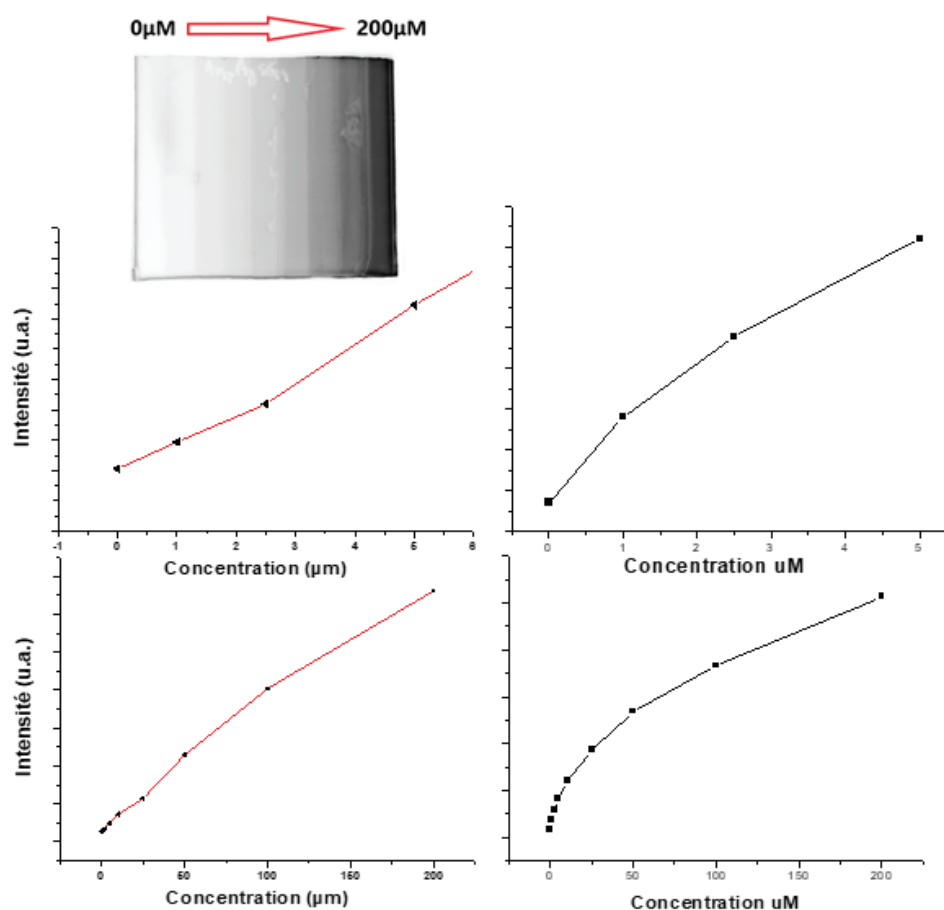 0µM 200µM
Intensité (u.a.)
-1 0 1 2 3 4 5 6
Concentration (µm)
0 1 2 3 4 5
Concentration uM
Intensité (u.a.)
0 50 100 150 200
Concentration (µm)
0 50 100 150 200
Concentration uM